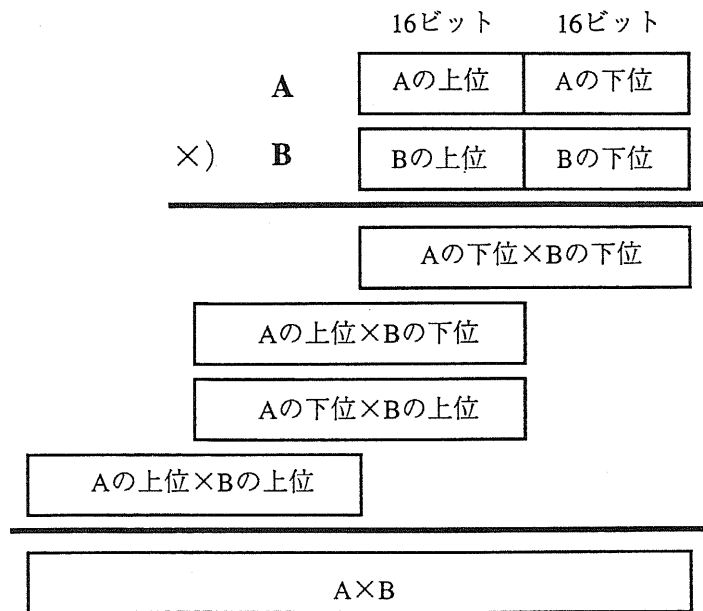 16ビット 16ビット
A Aの上位 Aの下位
×) B Bの上位 Bの下位
Aの下位×Bの下位
Aの上位×Bの下位
Aの下位×Bの上位
Aの上位×Bの上位
A×B